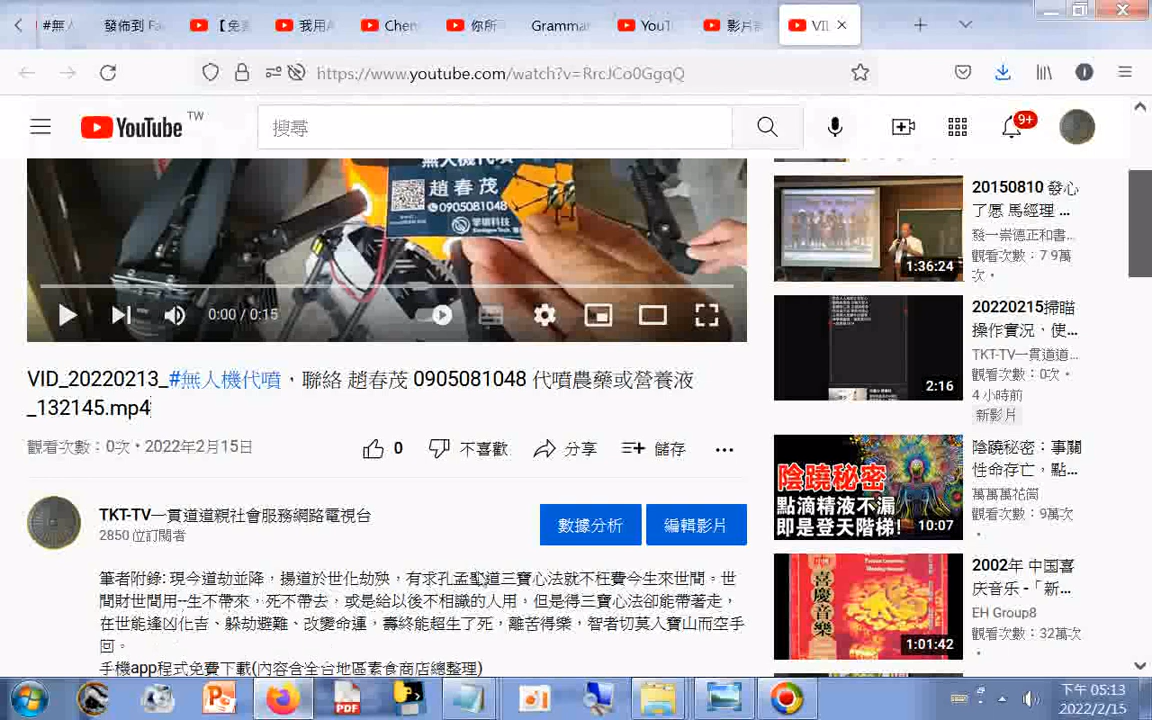 #無人
發佈到 Fa
【免
我用A
Chen
你所
Gramma
YouT
影片
VI
https://www.youtube.com/watch?v=RrcJCo0GgqQ
YouTube TW
搜尋
9+
無人機代噴
趙春茂
0905081048
0:00 / 0:15
VID_20220213_#無人機代噴，聯絡 趙春茂 0905081048 代噴農藥或營養液
_132145.mp4
觀看次數：0次 • 2022年2月15日
0
不喜歡
分享
儲存
TKT-TV一貫道道親社會服務網路電視台
2850 位訂閱者
數據分析
編輯影片
筆者附錄: 現今道劫並降，揚道於世化劫殃，有求孔孟聖道三寶心法就不枉費今生來世間。世
間財世間用--生不帶來，死不帶去，或是給以後不相識的人用，但是得三寶心法卻能帶著走，
在世能逢凶化吉、躲劫避難、改變命運，壽終能超生了死，離苦得樂，智者切莫入寶山而空手
回。
手機app程式免費下載(內容含全台地區素食商店總整理)
1:36:24
20150810 發心
了愿 馬經理 ...
發一崇德正和書...
觀看次數：7.9萬
次 •
2:16
20220215掃瞄
操作實況，使...
TKT-TV一貫道道...
觀看次數：0次 •
4 小時前
新影片
陰蹺秘密
點滴精液不漏
即是登天階梯!
10:07
陰蹺秘密：事關
性命存亡，點...
萬萬萬花筒
觀看次數：9萬次
•
喜慶音樂
1:01:42
2002年 中国喜
庆音乐 -「新...
EH Group8
觀看次數：32萬次
•
下午 05:13
2022/2/15